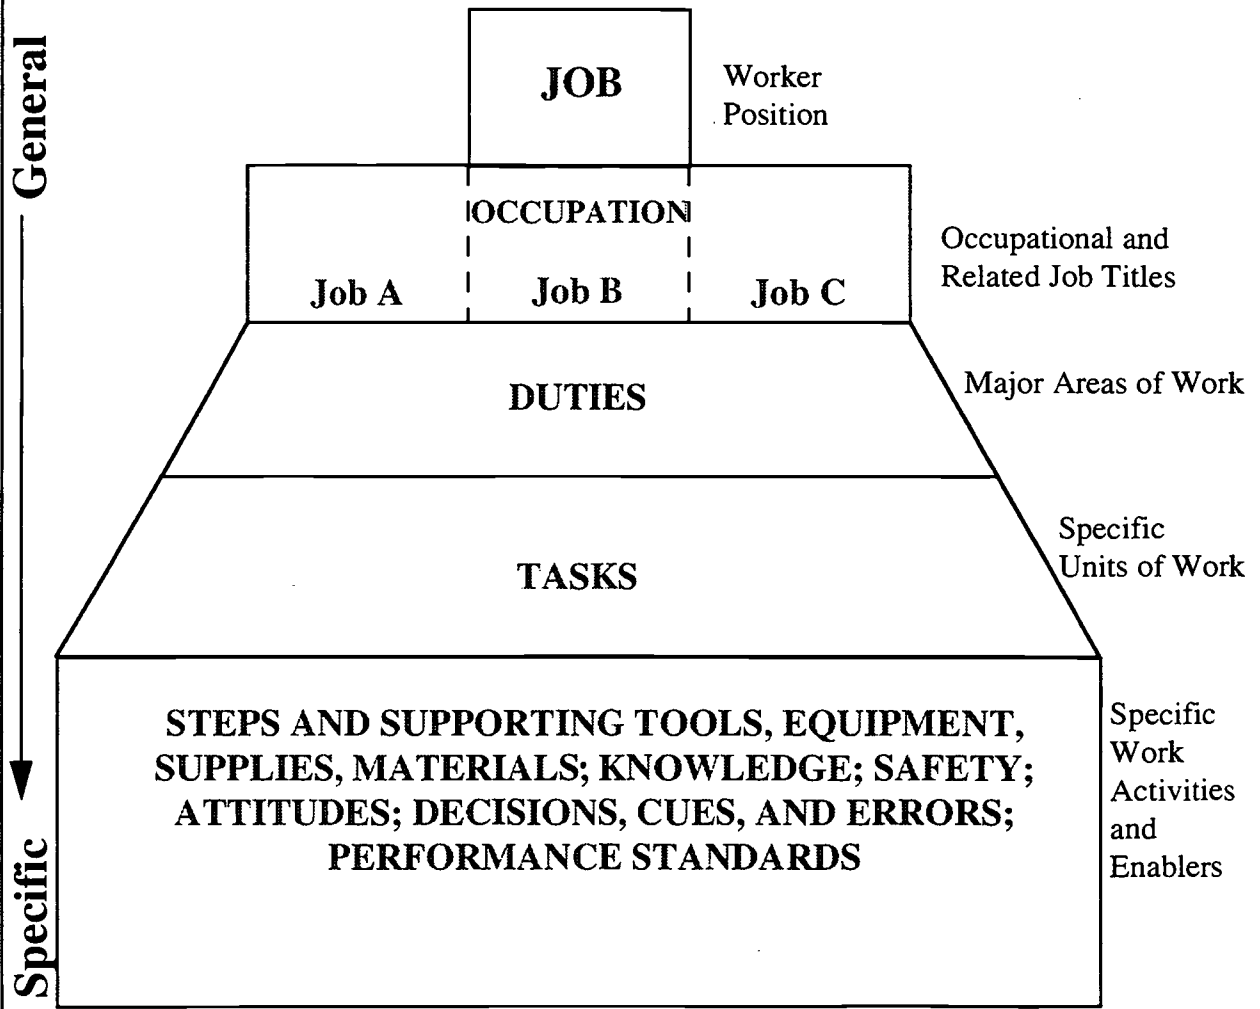 General
JOB
Worker
Position
OCCUPATION
Job A
Job B
Job C
Occupational and
Related Job Titles
DUTIES
Major Areas of Work
TASKS
Specific
Units of Work
STEPS AND SUPPORTING TOOLS, EQUIPMENT,
SUPPLIES, MATERIALS; KNOWLEDGE; SAFETY;
ATTITUDES; DECISIONS, CUES, AND ERRORS;
PERFORMANCE STANDARDS
Specific
Work
Activities
and
Enablers
Specific